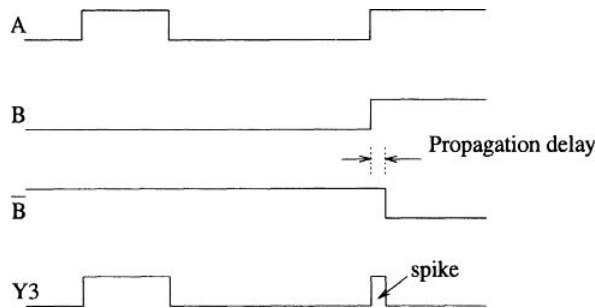 A
B
Propagation delay
B̅
spike
Y3